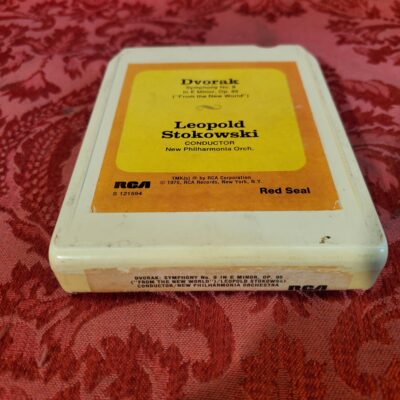 Dvorak
Symphony No. 9
in E Minor, Op. 95
("From the New World")
Leopold
Stokowski
CONDUCTOR
New Philharmonia Orch.
TMK(s) ® by RCA Corporation
© 1975, RCA Records, New York, N.Y.
RCA
S 121594
Red Seal
DVORAK: SYMPHONY No. 9 IN E MINOR, OP. 95
("FROM THE NEW WORLD")/LEOPOLD STOKOWSKI
CONDUCTOR/NEW PHILHARMONIA ORCHESTRA
RCA